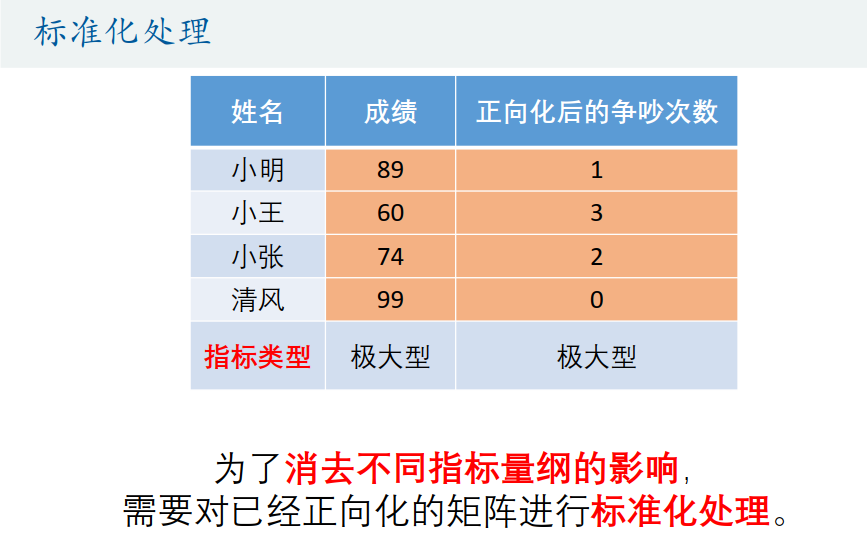 标准化处理
姓名 成绩 正向化后的争吵次数
小明 89 1
小王 60 3
小张 74 2
清风 99 0
指标类型 极大型 极大型
为了消去不同指标量纲的影响,
需要对已经正向化的矩阵进行标准化处理。